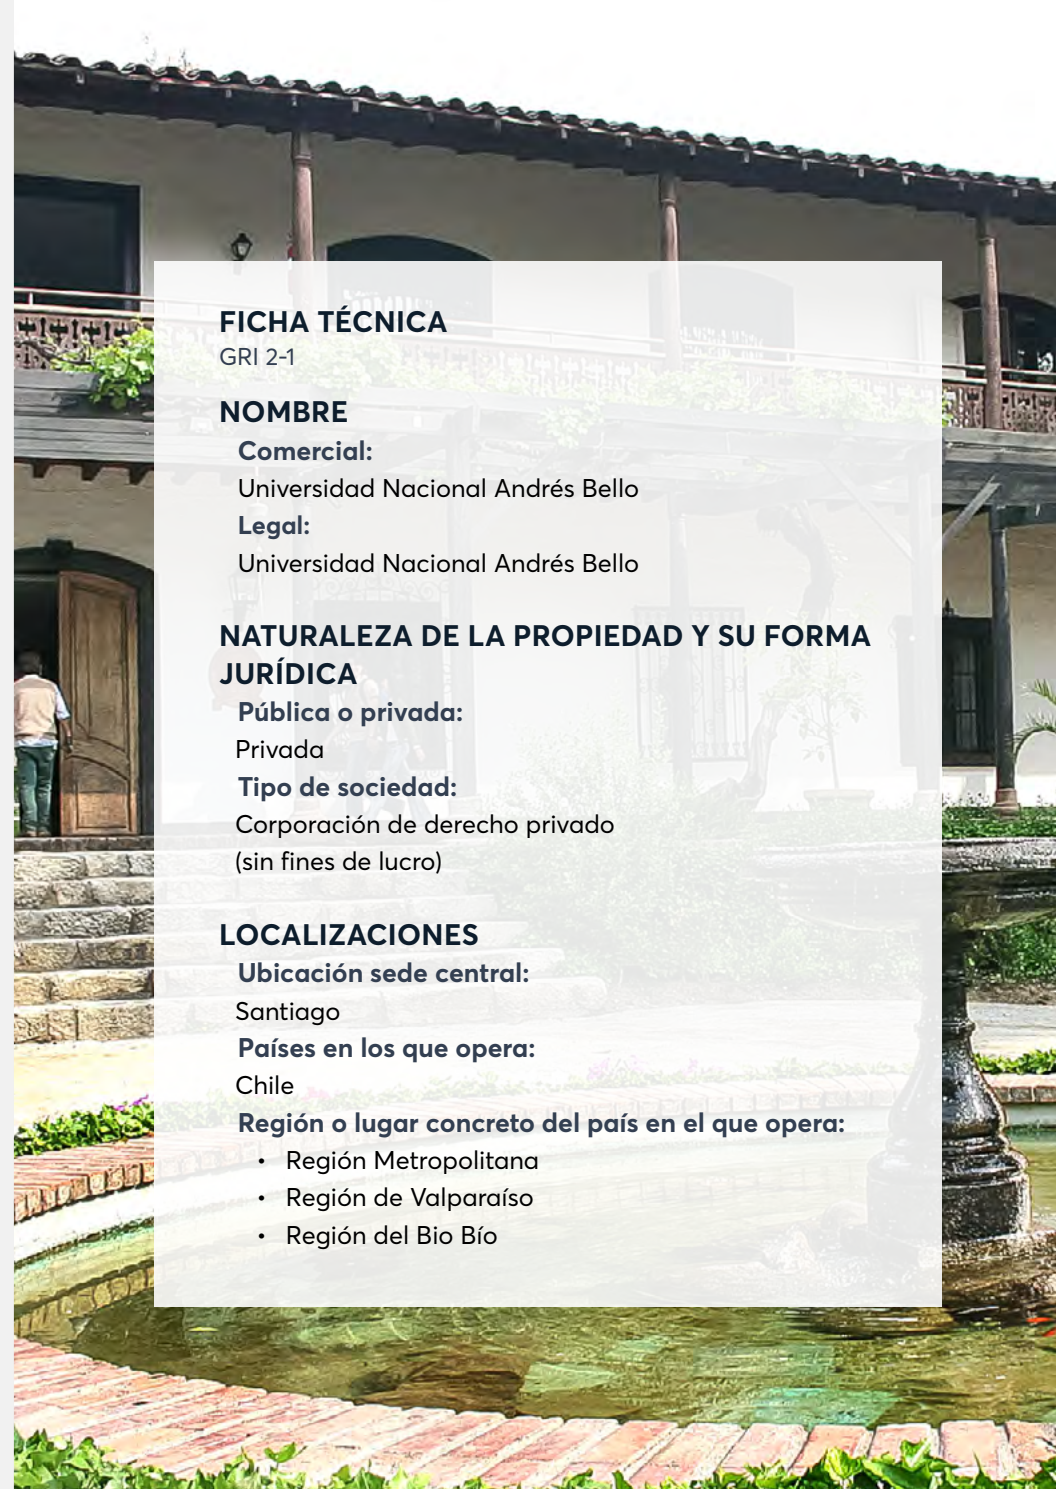 FICHA TÉCNICA
GRI 2-1
NOMBRE
Comercial:
Universidad Nacional Andrés Bello
Legal:
Universidad Nacional Andrés Bello
NATURALEZA DE LA PROPIEDAD Y SU FORMA
JURÍDICA
Pública o privada:
Privada
Tipo de sociedad:
Corporación de derecho privado
(sin fines de lucro)
LOCALIZACIONES
Ubicación sede central:
Santiago
Países en los que opera:
Chile
Región o lugar concreto del país en el que opera:
• Región Metropolitana
• Región de Valparaíso
• Región del Bio Bío